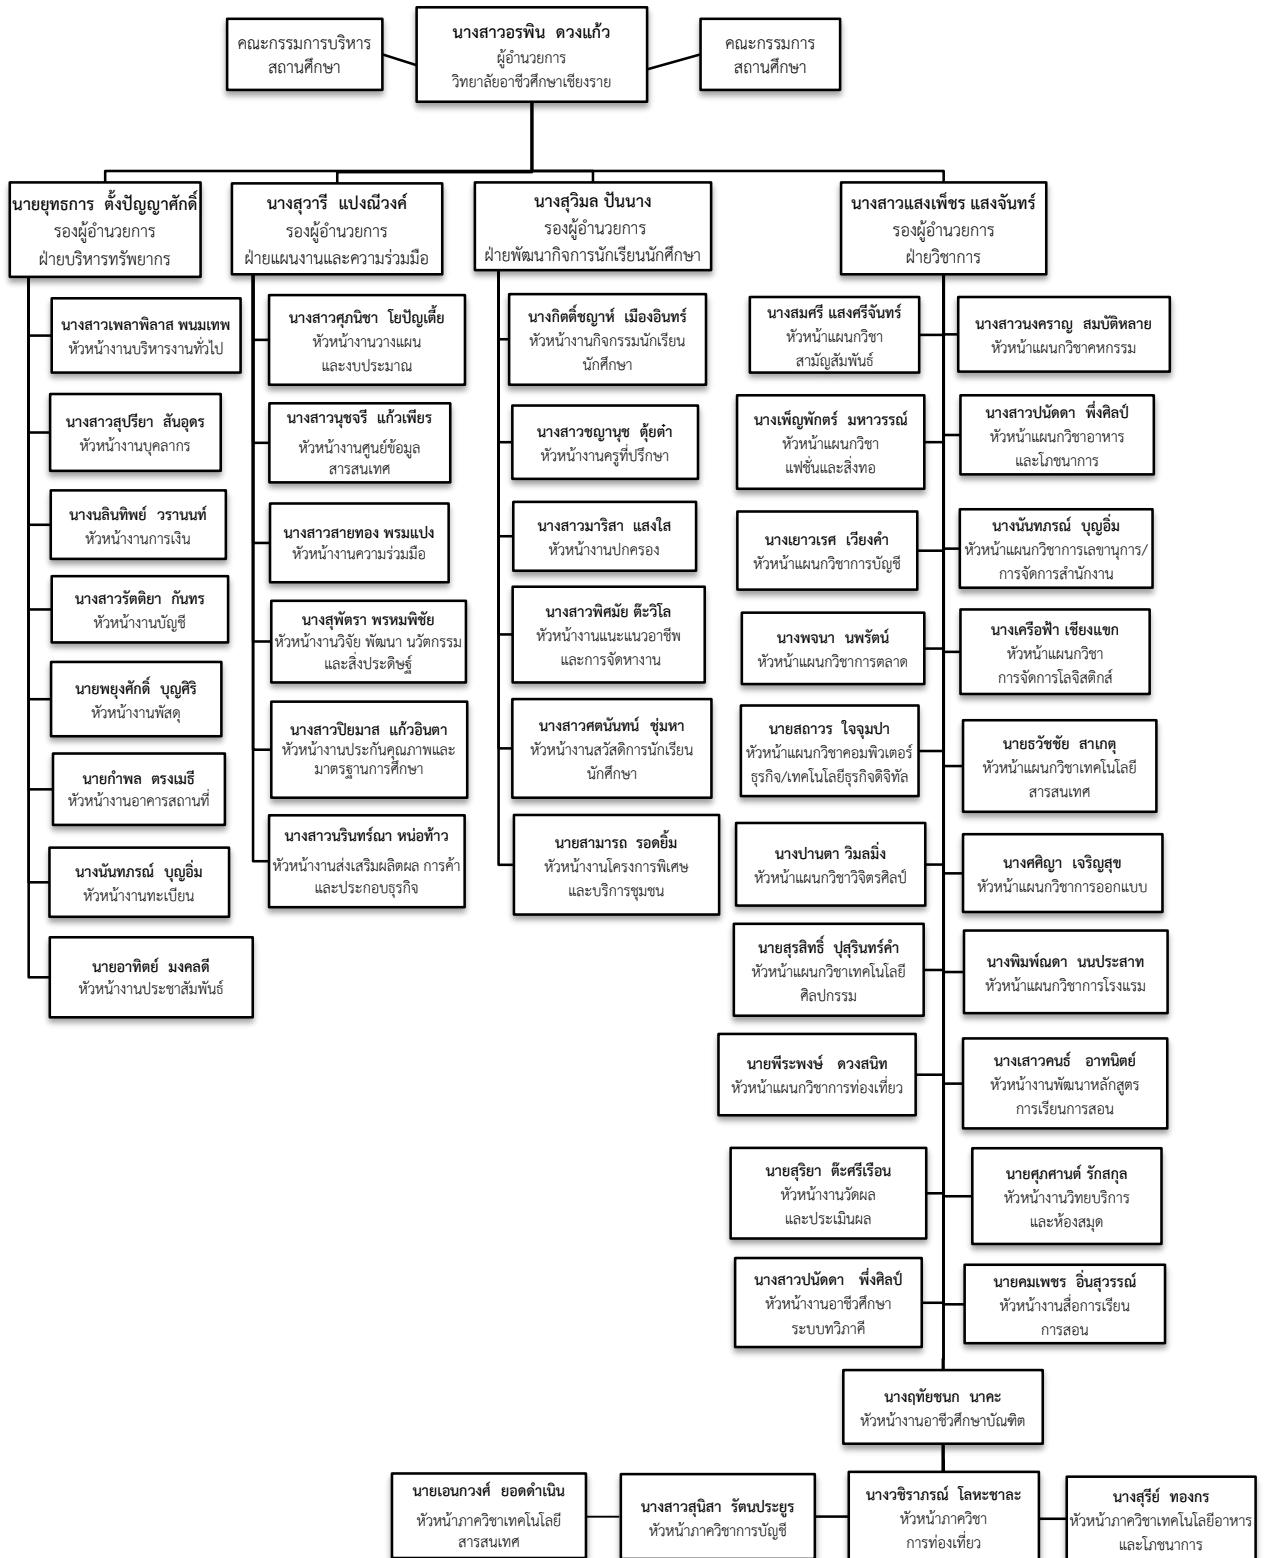 คณะกรรมการบริหาร
สถานศึกษา
นางสาวอรพิน ดวงแก้ว
ผู้อำนวยการ
วิทยาลัยอาชีวศึกษาเชียงราย
คณะกรรมการ
สถานศึกษา
นายยุทธการ ตั้งปัญญาศักดิ์
รองผู้อำนวยการ
ฝ่ายบริหารทรัพยากร
นางสาวเพลาพิลาส พนมเทพ
หัวหน้างานบริหารงานทั่วไป
นางสาวสุปรียา สันอุดร
หัวหน้างานบุคลากร
นางนลินทิพย์ วรานนท์
หัวหน้างานการเงิน
นางสาวรัตติยา กันทร
หัวหน้างานบัญชี
นายพยุงศักดิ์ บุญศิริ
หัวหน้างานพัสดุ
นายกำพล ตรงเมธี
หัวหน้างานอาคารสถานที่
นางนันทภรณ์ บุญอิ่ม
หัวหน้างานทะเบียน
นายอาทิตย์ มงคลดี
หัวหน้างานประชาสัมพันธ์
นางสุวารี แปงณีวงค์
รองผู้อำนวยการ
ฝ่ายแผนงานและความร่วมมือ
นางสาวศุภนิชา โยปัญเตี้ย
หัวหน้างานวางแผน
และงบประมาณ
นางสาวนุชจรี แก้วเพียร
หัวหน้างานศูนย์ข้อมูล
สารสนเทศ
นางสาวสายทอง พรมแปง
หัวหน้างานความร่วมมือ
นางสุพัตรา พรหมพิชัย
หัวหน้างานวิจัย พัฒนา นวัตกรรม
และสิ่งประดิษฐ์
นางสาวปิยมาส แก้วอินตา
หัวหน้างานประกันคุณภาพและ
มาตรฐานการศึกษา
นางสาวนรินทร์ณา หน่อท้าว
หัวหน้างานส่งเสริมผลิตผล การค้า
และประกอบธุรกิจ
นางสุวิมล ปันนาง
รองผู้อำนวยการ
ฝ่ายพัฒนากิจการนักเรียนนักศึกษา
นางกิตติ์ชญาห์ เมืองอินทร์
หัวหน้างานกิจกรรมนักเรียน
นักศึกษา
นางสาวชญานุช ตุ้ยต๋า
หัวหน้างานครูที่ปรึกษา
นางสาวมาริสา แสงใส
หัวหน้างานปกครอง
นางสาวพิศมัย ต๊ะวิโล
หัวหน้างานแนะแนวอาชีพ
และการจัดหางาน
นางสาวศตนันทน์ ชุ่มหา
หัวหน้างานสวัสดิการนักเรียน
นักศึกษา
นายสามารถ รอดยิ้ม
หัวหน้างานโครงการพิเศษ
และบริการชุมชน
นางสาวแสงเพ็ชร แสงจันทร์
รองผู้อำนวยการ
ฝ่ายวิชาการ
นางสมศรี แสงศรีจันทร์
หัวหน้าแผนกวิชา
สามัญสัมพันธ์
นางสาวนงคราญ สมบัติหลาย
หัวหน้าแผนกวิชาคหกรรม
นางเพ็ญพักตร์ มหาวรรณ์
หัวหน้าแผนกวิชา
แฟชั่นและสิ่งทอ
นางสาวปนัดดา พึ่งศิลป์
หัวหน้าแผนกวิชาอาหาร
และโภชนาการ
นางเยาวเรศ เวียงคำ
หัวหน้าแผนกวิชาการบัญชี
นางนันทภรณ์ บุญอิ่ม
หัวหน้าแผนกวิชาการเลขานุการ/
การจัดการสำนักงาน
นางพจนา นพรัตน์
หัวหน้าแผนกวิชาการตลาด
นางเครือฟ้า เชียงแขก
หัวหน้าแผนกวิชา
การจัดการโลจิสติกส์
นายสถาวร ใจจุมปา
หัวหน้าแผนกวิชาคอมพิวเตอร์
ธุรกิจ/เทคโนโลยีธุรกิจดิจิทัล
นายธวัชชัย สาเกตุ
หัวหน้าแผนกวิชาเทคโนโลยี
สารสนเทศ
นางปานตา วิมลมิ่ง
หัวหน้าแผนกวิชาวิจิตรศิลป์
นางศศิญา เจริญสุข
หัวหน้าแผนกวิชาการออกแบบ
นายสุรสิทธิ์ ปุสุรินทร์คำ
หัวหน้าแผนกวิชาเทคโนโลยี
ศิลปกรรม
นางพิมพ์ณดา นนประสาท
หัวหน้าแผนกวิชาการโรงแรม
นายพีระพงษ์ ดวงสนิท
หัวหน้าแผนกวิชาการท่องเที่ยว
นางเสาวคนธ์ อาทนิตย์
หัวหน้างานพัฒนาหลักสูตร
การเรียนการสอน
นายสุริยา ต๊ะศรีเรือน
หัวหน้างานวัดผล
และประเมินผล
นายศุภศานต์ รักสกุล
หัวหน้างานวิทยบริการ
และห้องสมุด
นางสาวปนัดดา พึ่งศิลป์
หัวหน้างานอาชีวศึกษา
ระบบทวิภาคี
นายคมเพชร อิ่นสุวรรณ์
หัวหน้างานสื่อการเรียน
การสอน
นางฤทัยชนก นาคะ
หัวหน้างานอาชีวศึกษาบัณฑิต
นายเอนกวงศ์ ยอดดำเนิน
หัวหน้าภาควิชาเทคโนโลยี
สารสนเทศ
นางสาวสุนิสา รัตนประยูร
หัวหน้าภาควิชาการบัญชี
นางวชิราภรณ์ โลหะชาละ
หัวหน้าภาควิชา
การท่องเที่ยว
นางสุรีย์ ทองกร
หัวหน้าภาควิชาเทคโนโลยีอาหาร
และโภชนาการ